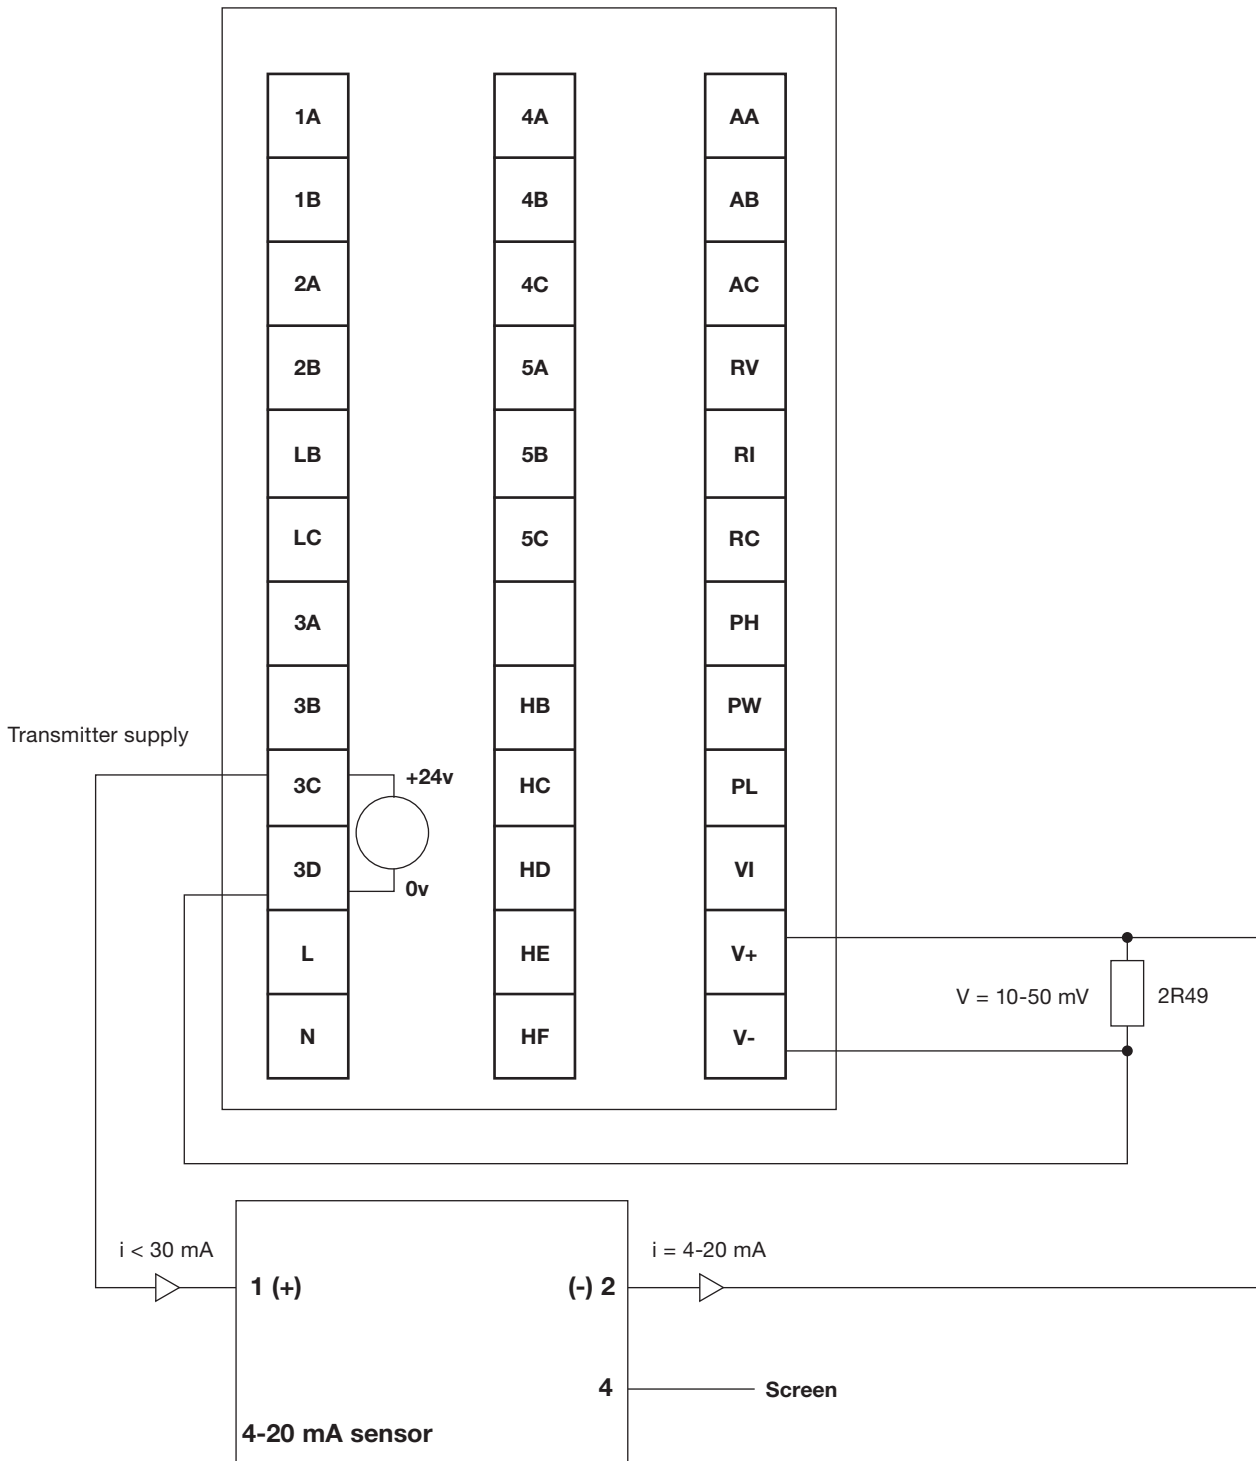 1A 4A AA
1B 4B AB
2A 4C AC
2B 5A RV
LB 5B RI
LC 5C RC
3A PH
3B HB PW
Transmitter supply
3C +24v HC PL
3D 0v HD VI
L HE V+
V = 10-50 mV 2R49
N HF V-
i < 30 mA i = 4-20 mA
1 (+) (-) 2
4 Screen
4-20 mA sensor